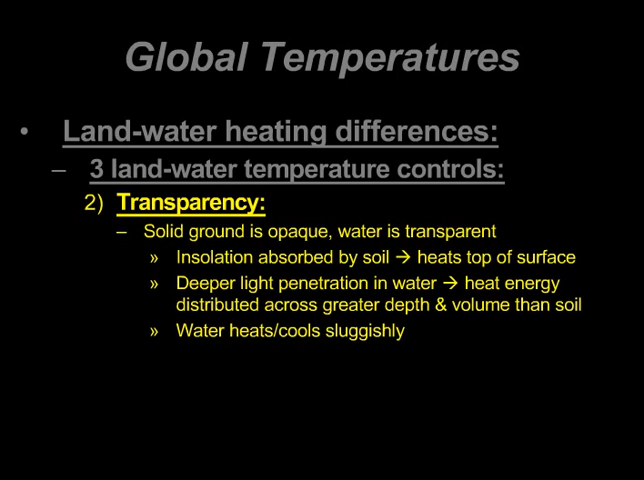 Global Temperatures
• Land-water heating differences:
– 3 land-water temperature controls:
2) Transparency:
– Solid ground is opaque, water is transparent
» Insolation absorbed by soil → heats top of surface
» Deeper light penetration in water → heat energy
distributed across greater depth & volume than soil
» Water heats/cools sluggishly